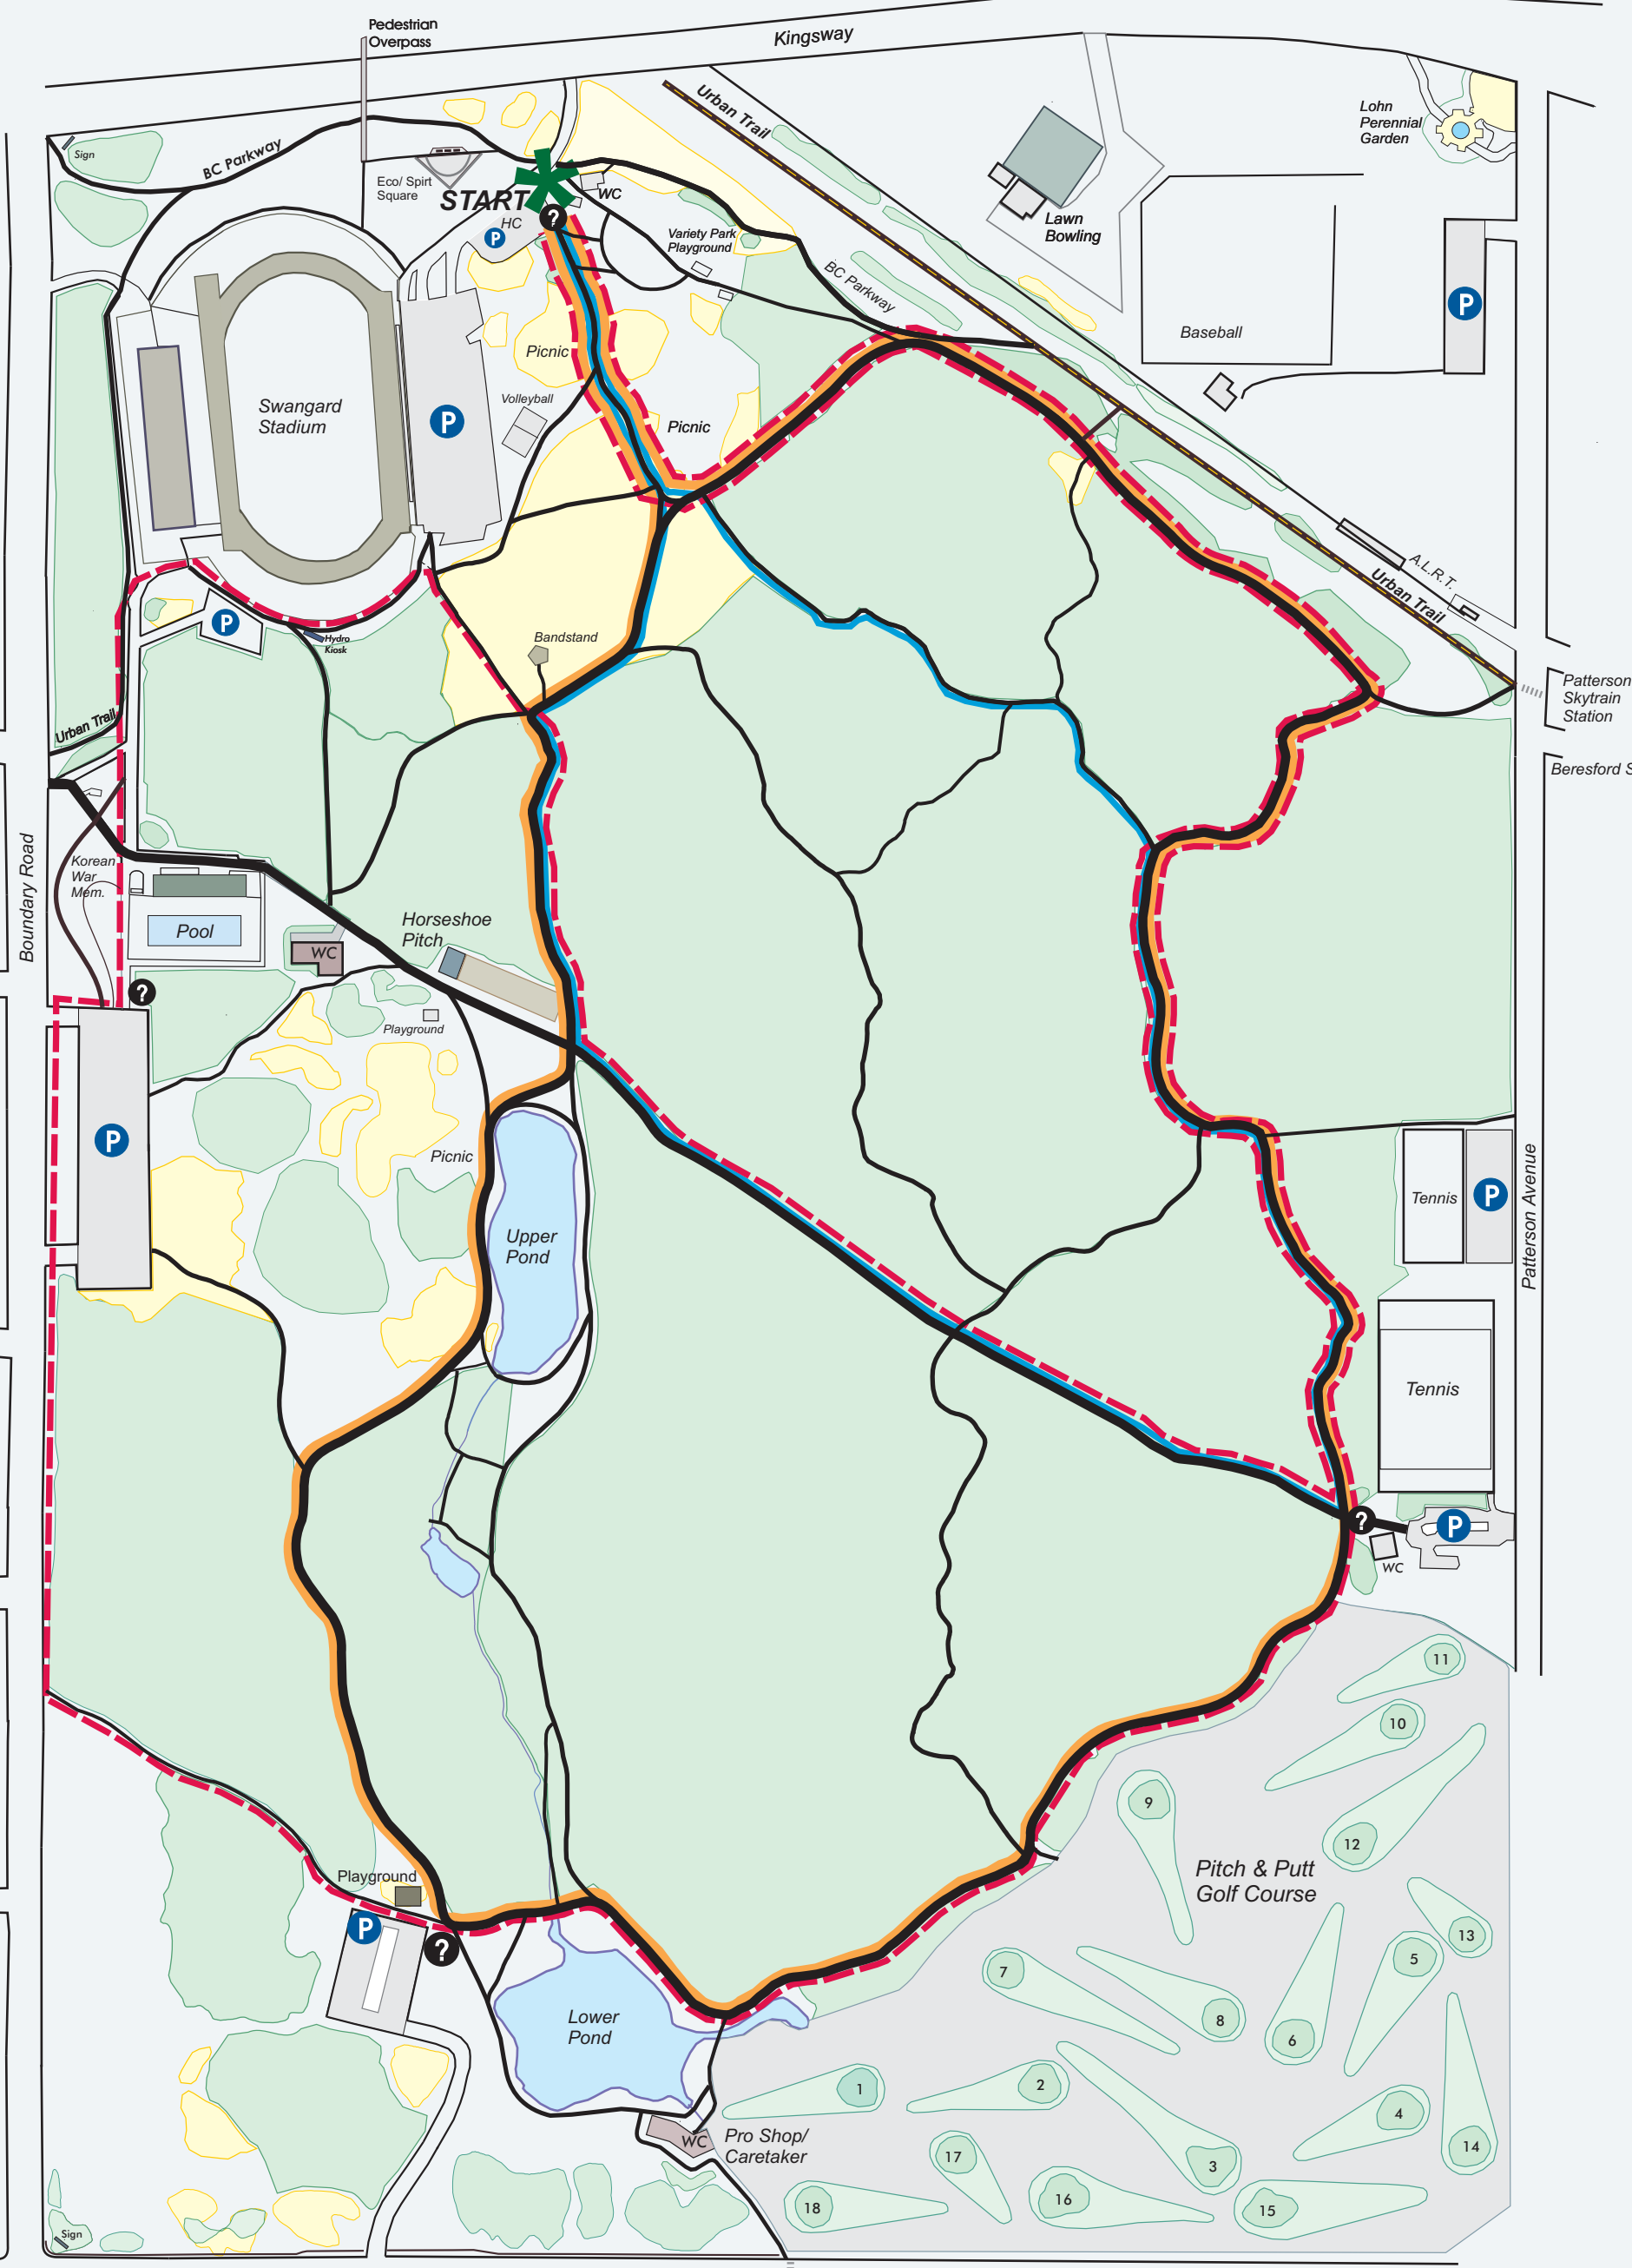 Pedestrian
Overpass
Kingsway
Urban Trail
Lohn
Perennial
Garden
Sign
BC Parkway
Eco/ Spirt
Square
START
WC
?
HC
P
Lawn
Bowling
Variety Park
Playground
BC Parkway
P
Baseball
Picnic
Volleyball
Picnic
Swangard
Stadium
P
A.L.R.T.
Urban Trail
P
Hydro
Kiosk
Bandstand
Patterson
Skytrain
Station
Urban Trail
Beresford S
Boundary Road
Korean
War
Mem.
Pool
WC
Horseshoe
Pitch
?
Playground
P
Picnic
Upper
Pond
Tennis
P
Patterson Avenue
Tennis
?
P
WC
11
10
9
12
Pitch & Putt
Golf Course
Playground
P
?
13
5
7
8
6
Lower
Pond
1
2
4
14
Pro Shop/
Caretaker
WC
17
3
18
16
15
Sign